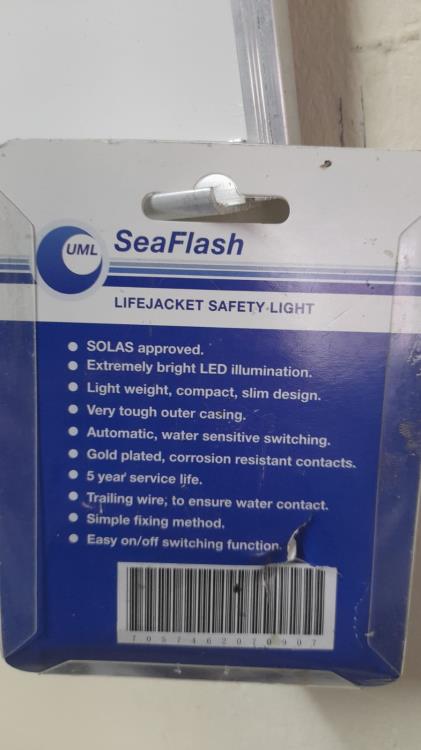 UML
SeaFlash
LIFEJACKET SAFETY LIGHT
SOLAS approved.
Extremely bright LED illumination.
Light weight, compact, slim design.
Very tough outer casing.
Automatic, water sensitive switching.
Gold plated, corrosion resistant contacts.
5 year service life.
Trailing wire, to ensure water contact.
Simple fixing method.
Easy on/off switching function.
7057462070907